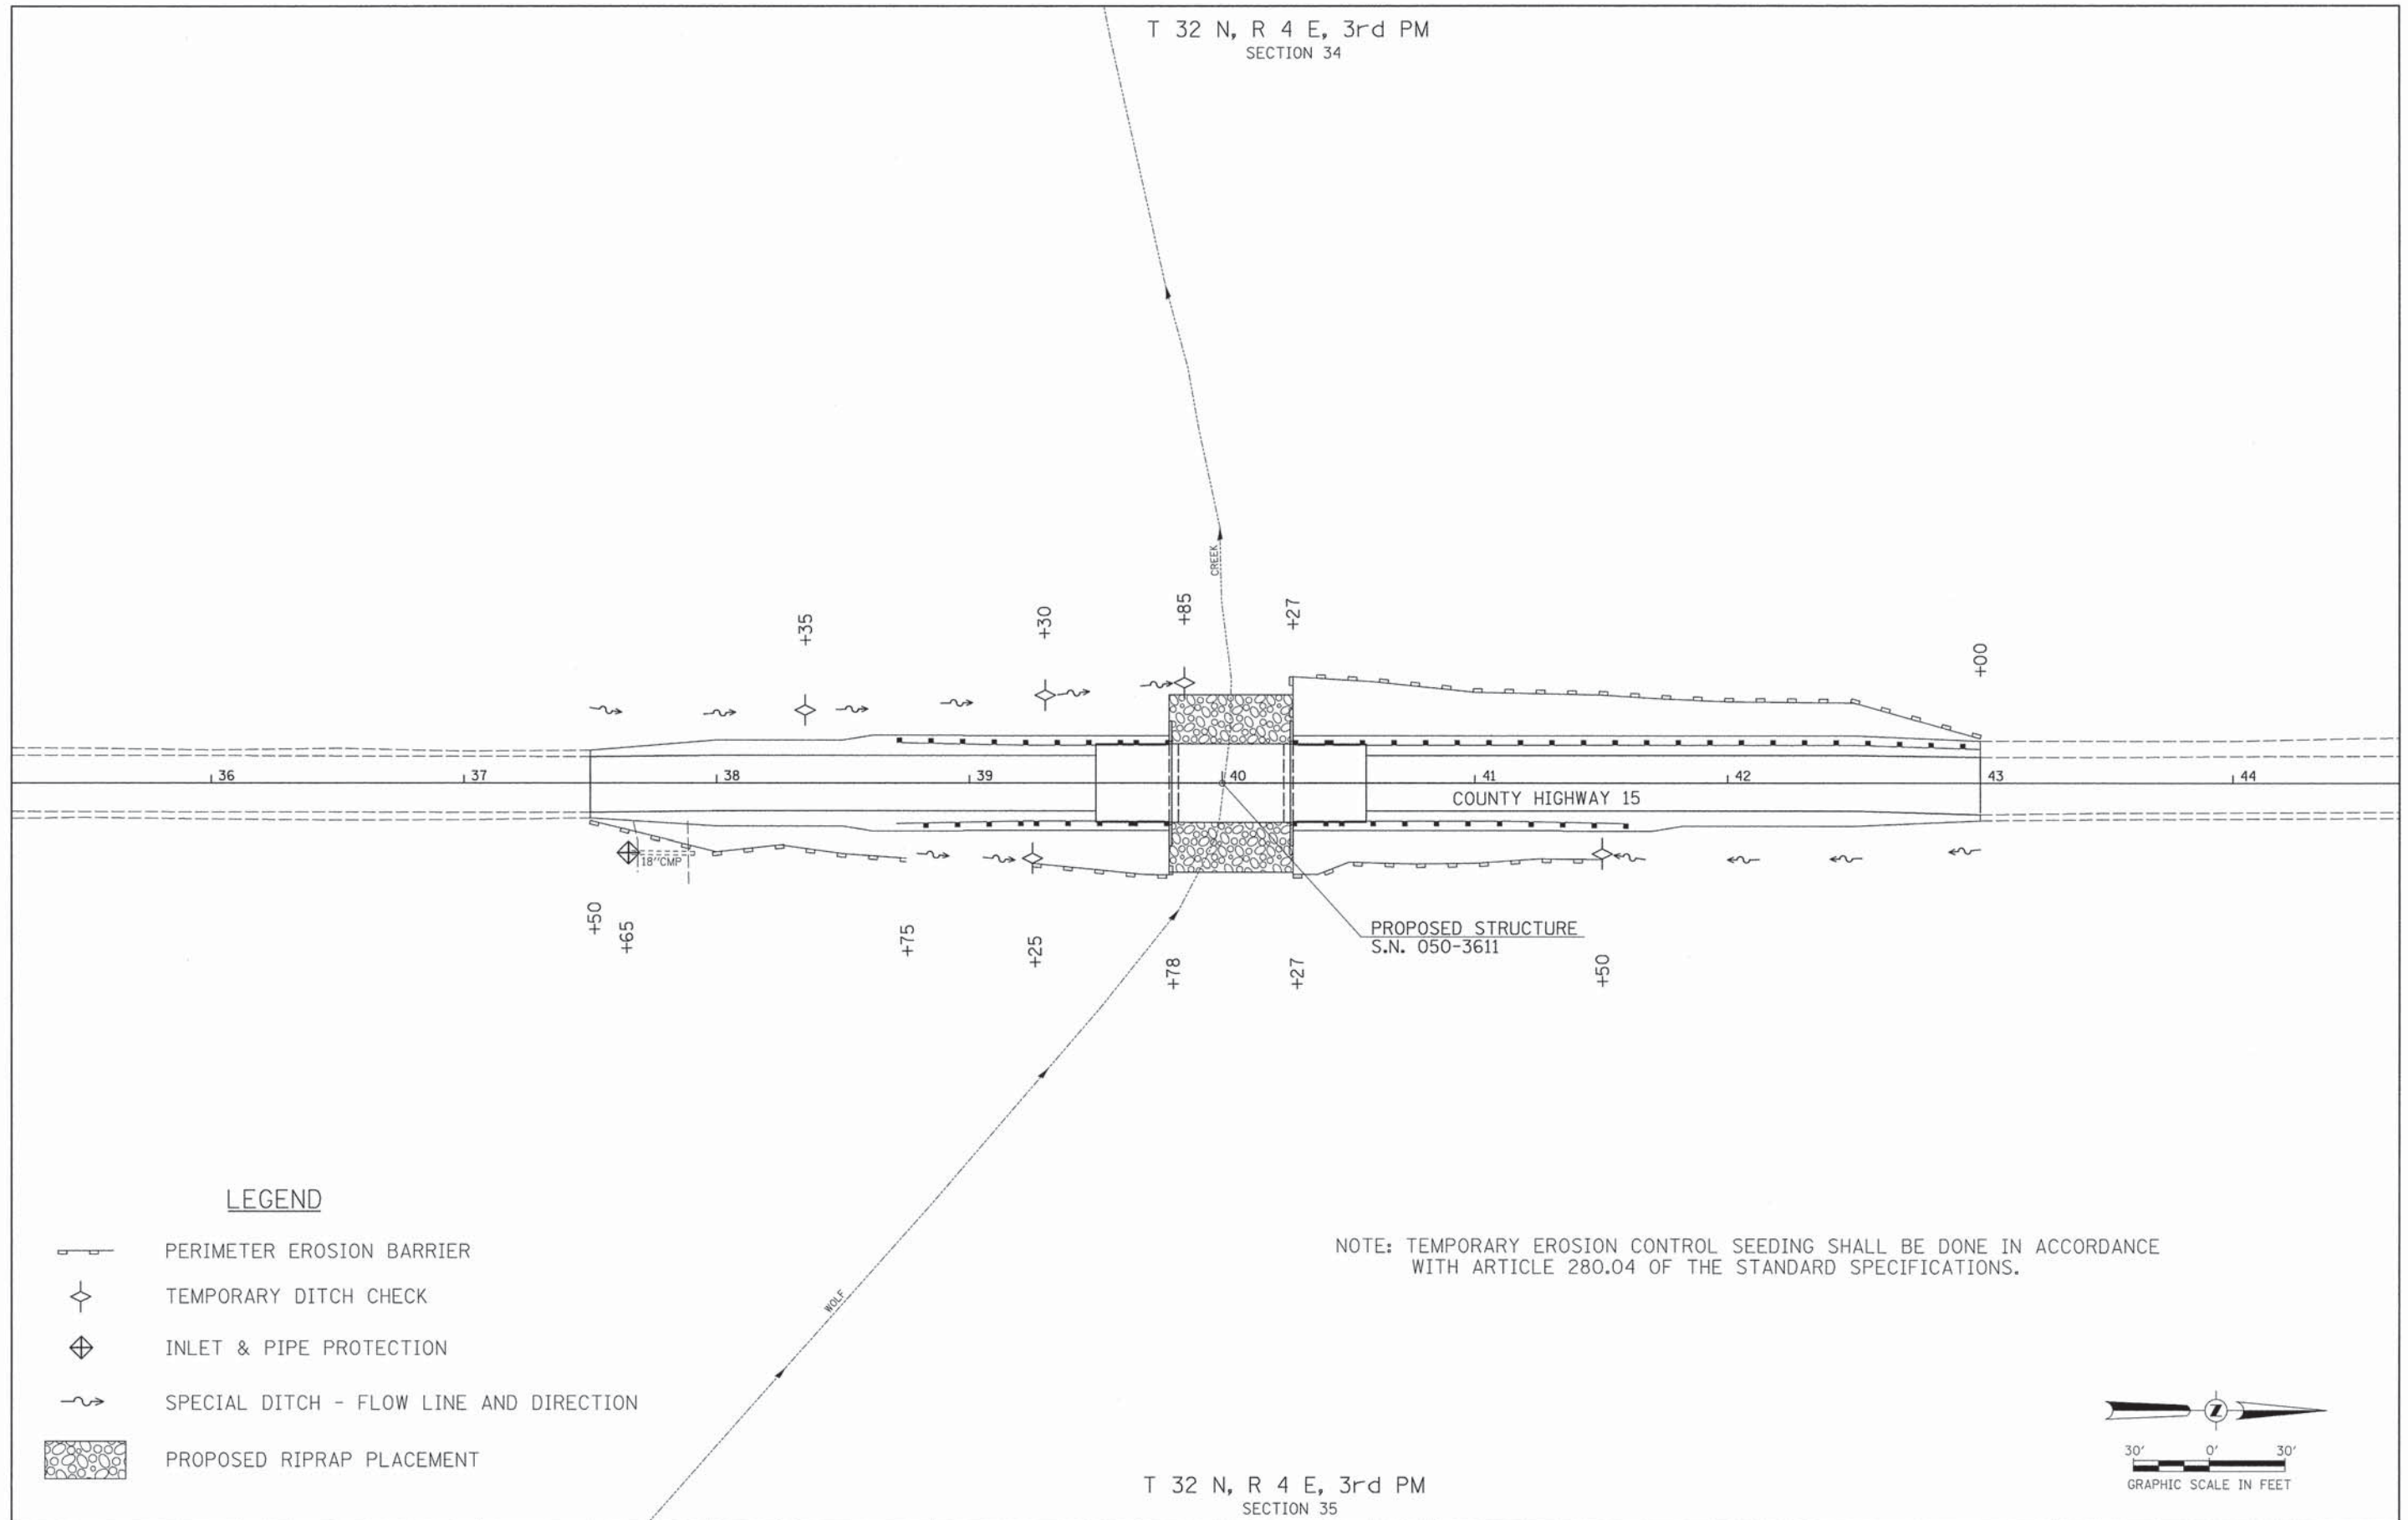 T 32 N, R 4 E, 3rd PM
SECTION 34
CREEK
+35
+30
+85
+27
+00
36
37
38
39
40
41
42
43
44
COUNTY HIGHWAY 15
18"CMP
+50
+65
+75
+25
+78
+27
+50
PROPOSED STRUCTURE
S.N. 050-3611
WOLF
LEGEND
PERIMETER EROSION BARRIER
TEMPORARY DITCH CHECK
INLET & PIPE PROTECTION
SPECIAL DITCH - FLOW LINE AND DIRECTION
PROPOSED RIPRAP PLACEMENT
NOTE: TEMPORARY EROSION CONTROL SEEDING SHALL BE DONE IN ACCORDANCE
WITH ARTICLE 280.04 OF THE STANDARD SPECIFICATIONS.
Z
30' 0' 30'
GRAPHIC SCALE IN FEET
T 32 N, R 4 E, 3rd PM
SECTION 35